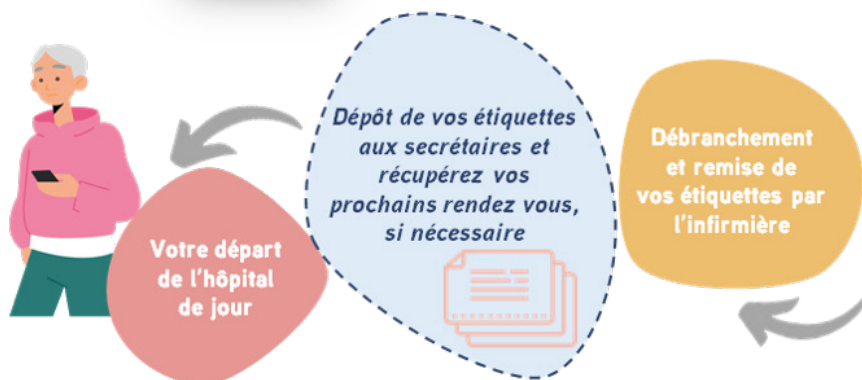 Dépôt de vos étiquettes
aux secrétaires et
récupérez vos
prochains rendez vous,
si nécessaire
Débranchement
et remise de
vos étiquettes par
l'infirmière
Votre départ
de l'hôpital
de jour